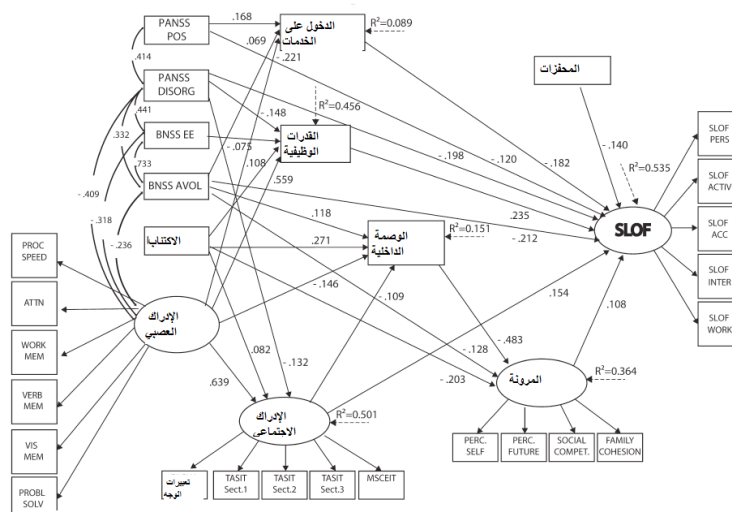 PANSS
POS
PANSS
DISORG
BNSS EE
BNSS AVOL
الاكتئاب
الإدراك
العصبي
PROC
SPEED
ATTN
WORK
MEM
VERB
MEM
VIS
MEM
PROBL
SOLV
.414
.441
.332
.733
-.409
-.318
-.236
.168
.069
-.221
الدخول على
الخدمات
R²=0.089
-.148
-.075
.108
.559
R²=0.456
القدرات
الوظيفية
.118
.271
-.146
الوصمة
الداخلية
R²=0.151
المحفزات
-.140
-.198
-.120
-.182
.235
-.212
.154
-.109
-.128
-.203
-.483
.108
R²=0.535
SLOF
SLOF
PERS
SLOF
ACTIV
SLOF
ACC
SLOF
INTER
SLOF
WORK
.639
.082
-.132
الإدراك
الاجتماعى
R²=0.501
المرونة
R²=0.364
PERC.
SELF
PERC.
FUTURE
SOCIAL
COMPET.
FAMILY
COHESION
تعبيرات
الوجه
TASIT
Sect.1
TASIT
Sect.2
TASIT
Sect.3
MSCEIT